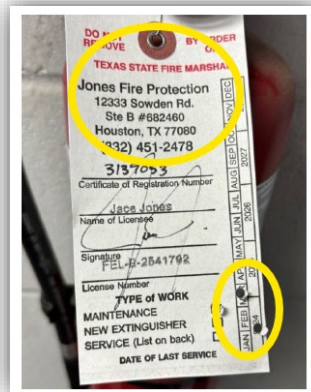 DO NOT REMOVE BY ORDER OF
TEXAS STATE FIRE MARSHAL
Jones Fire Protection
12333 Sowden Rd.
Ste B #682460
Houston, TX 77080
(832) 451-2478
3137053
Certificate of Registration Number
Jace Jones
Name of Licensee
Signature
FEL-B-2541792
License Number
TYPE of WORK
MAINTENANCE
NEW EXTINGUISHER
SERVICE (List on back)
DATE OF LAST SERVICE
JAN FEB MAR APR MAY JUN JUL AUG SEP OCT NOV DEC
2026 2027